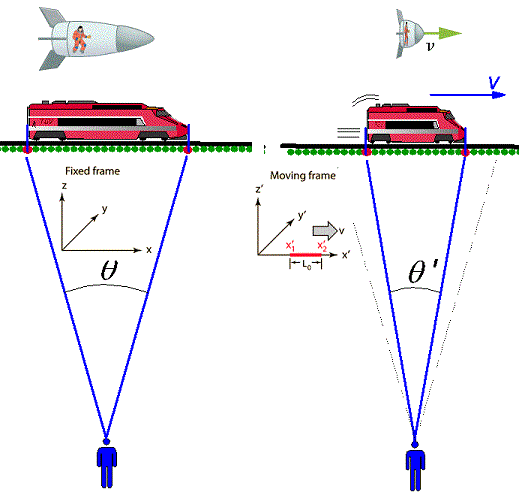 v
V
Fixed frame
z
y
x
θ
Moving frame
z'
y'
v
x'₁ x'₂
x'
L₀
θ'